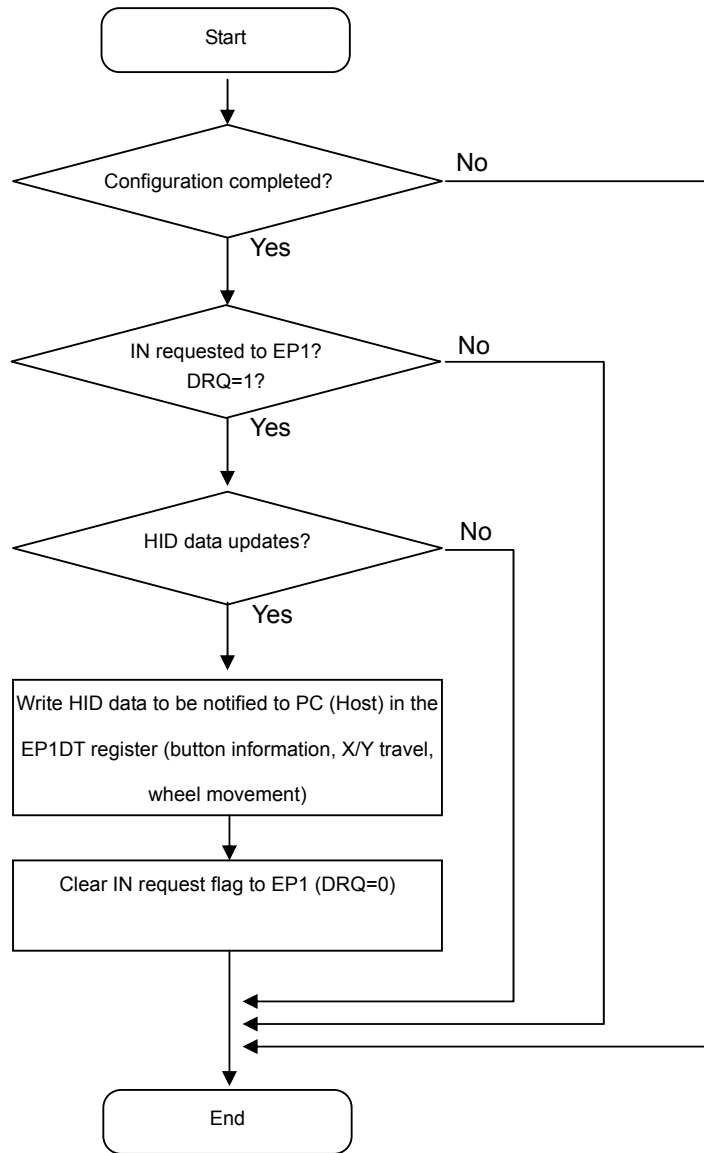 Start
Configuration completed?
No
Yes
IN requested to EP1?
DRQ=1?
No
Yes
HID data updates?
No
Yes
Write HID data to be notified to PC (Host) in the
EP1DT register (button information, X/Y travel,
wheel movement)
Clear IN request flag to EP1 (DRQ=0)
End